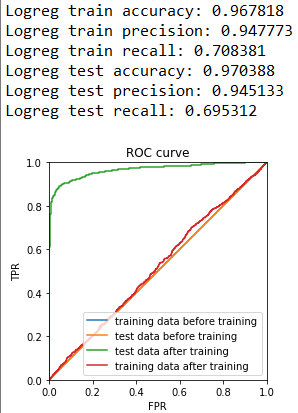 Logreg train accuracy: 0.967818
Logreg train precision: 0.947773
Logreg train recall: 0.708381
Logreg test accuracy: 0.970388
Logreg test precision: 0.945133
Logreg test recall: 0.695312
ROC curve
1.0
0.8
0.6
TPR
0.4
0.2
0.0
training data before training
test data before training
test data after training
training data after training
0.0 0.2 0.4 0.6 0.8 1.0
FPR